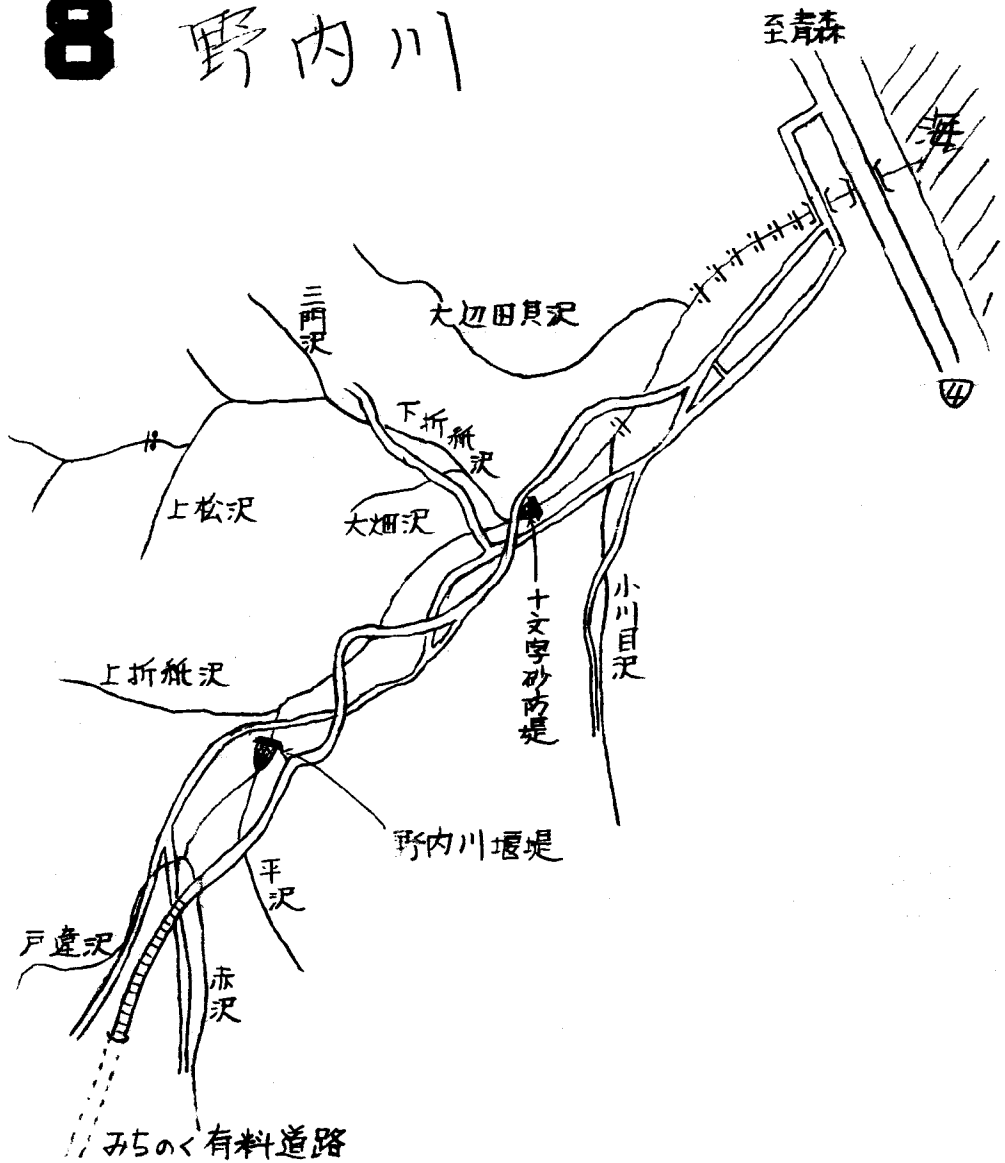 8 野内川
至青森
海
三門沢
大辺田貝沢
4
下折紙沢
上松沢
大畑沢
小川目沢
十文字砂防堤
上折紙沢
野内川堰堤
平沢
戸違沢
赤沢
みちのく有料道路